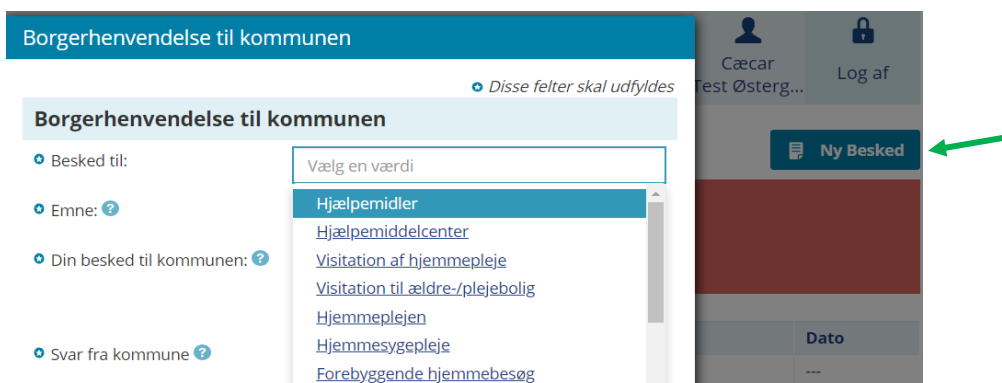 Borgerhenvendelse til kommunen
Cæcar
Test Østerg...
Log af
Disse felter skal udfyldes
Borgerhenvendelse til kommunen
Ny Besked
Besked til:
Vælg en værdi
Emne: ?
Hjælpemidler
Hjælpemiddelcenter
Din besked til kommunen: ?
Visitation af hjemmepleje
Visitation til ældre-/plejebolig
Hjemmeplejen
Svar fra kommune ?
Hjemmesygepleje
Forebyggende hjemmebesøg
Dato
---